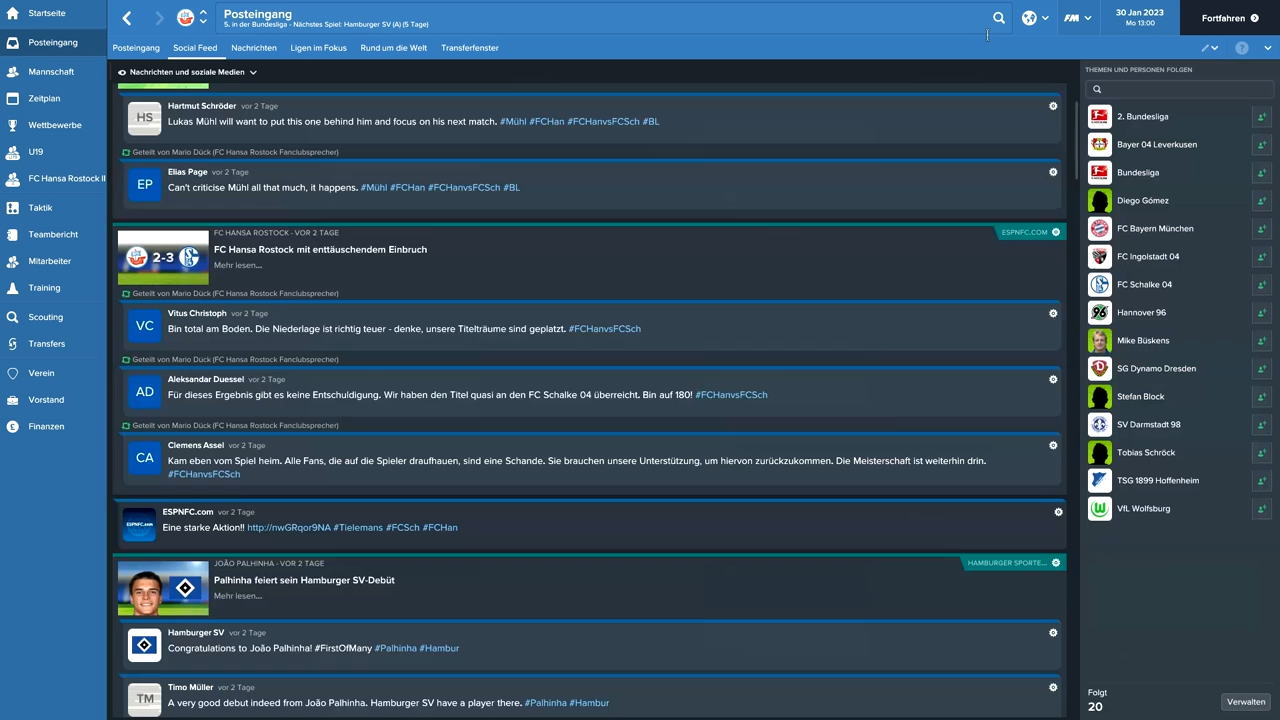 Startseite
Posteingang
Mannschaft
Zeitplan
Wettbewerbe
U19
FC Hansa Rostock II
Taktik
Teambericht
Mitarbeiter
Training
Scouting
Transfers
Verein
Vorstand
Finanzen
Posteingang
5. in der Bundesliga - Nächstes Spiel: Hamburger SV (A) (5 Tage)
FM
30 Jan 2023
Mo 13:00
Fortfahren
Posteingang
Social Feed
Nachrichten
Ligen im Fokus
Rund um die Welt
Transferfenster
Nachrichten und soziale Medien
HS
Hartmut Schröder vor 2 Tage
Lukas Mühl will want to put this one behind him and focus on his next match. #Mühl #FCHan #FCHanvsFCSch #BL
Geteilt von Mario Dück (FC Hansa Rostock Fanclubsprecher)
EP
Elias Page vor 2 Tage
Can't criticise Mühl all that much, it happens. #Mühl #FCHan #FCHanvsFCSch #BL
2-3
FC HANSA ROSTOCK - VOR 2 TAGE
ESPNFC.COM
FC Hansa Rostock mit enttäuschendem Einbruch
Mehr lesen...
Geteilt von Mario Dück (FC Hansa Rostock Fanclubsprecher)
VC
Vitus Christoph vor 2 Tage
Bin total am Boden. Die Niederlage ist richtig teuer - denke, unsere Titelträume sind geplatzt. #FCHanvsFCSch
Geteilt von Mario Dück (FC Hansa Rostock Fanclubsprecher)
AD
Aleksandar Duessel vor 2 Tage
Für dieses Ergebnis gibt es keine Entschuldigung. Wir haben den Titel quasi an den FC Schalke 04 überreicht. Bin auf 180! #FCHanvsFCSch
Geteilt von Mario Dück (FC Hansa Rostock Fanclubsprecher)
CA
Clemens Assel vor 2 Tage
Kam eben vom Spiel heim. Alle Fans, die auf die Spieler draufhauen, sind eine Schande. Sie brauchen unsere Unterstützung, um hiervon zurückzukommen. Die Meisterschaft ist weiterhin drin.
#FCHanvsFCSch
ESPNFC.com
ESPNFC.com vor 2 Tage
Eine starke Aktion!! http://nwGRqor9NA #Tielemans #FCSch #FCHan
JOÃO PALHINHA - VOR 2 TAGE
HAMBURGER SPORTE...
Palhinha feiert sein Hamburger SV-Debüt
Mehr lesen...
Hamburger SV vor 2 Tage
Congratulations to João Palhinha! #FirstOfMany #Palhinha #Hambur
TM
Timo Müller vor 2 Tage
A very good debut indeed from João Palhinha. Hamburger SV have a player there. #Palhinha #Hambur
THEMEN UND PERSONEN FOLGEN
2. Bundesliga
Bayer 04 Leverkusen
Bundesliga
Diego Gómez
FC Bayern München
FC Ingolstadt 04
FC Schalke 04
Hannover 96
Mike Büskens
SG Dynamo Dresden
Stefan Block
SV Darmstadt 98
Tobias Schröck
TSG 1899 Hoffenheim
VfL Wolfsburg
Folgt
20
Verwalten